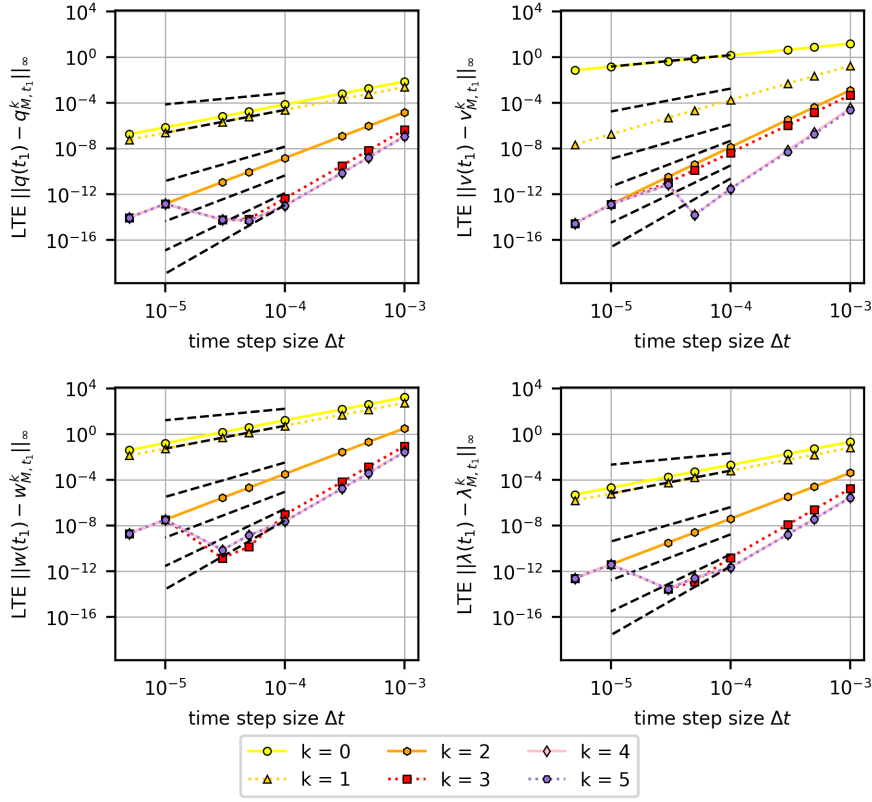 10^4
10^0
10^−4
10^−8
10^−12
10^−16
LTE ||q(t_1) − q^k_{M, t_1}||_∞
10^−5 10^−4 10^−3
time step size Δt
10^4
10^0
10^−4
10^−8
10^−12
10^−16
LTE ||v(t_1) − v^k_{M, t_1}||_∞
10^−5 10^−4 10^−3
time step size Δt
10^4
10^0
10^−4
10^−8
10^−12
10^−16
LTE ||w(t_1) − w^k_{M, t_1}||_∞
10^−5 10^−4 10^−3
time step size Δt
10^4
10^0
10^−4
10^−8
10^−12
10^−16
LTE ||λ(t_1) − λ^k_{M, t_1}||_∞
10^−5 10^−4 10^−3
time step size Δt
k = 0 k = 2 k = 4
k = 1 k = 3 k = 5